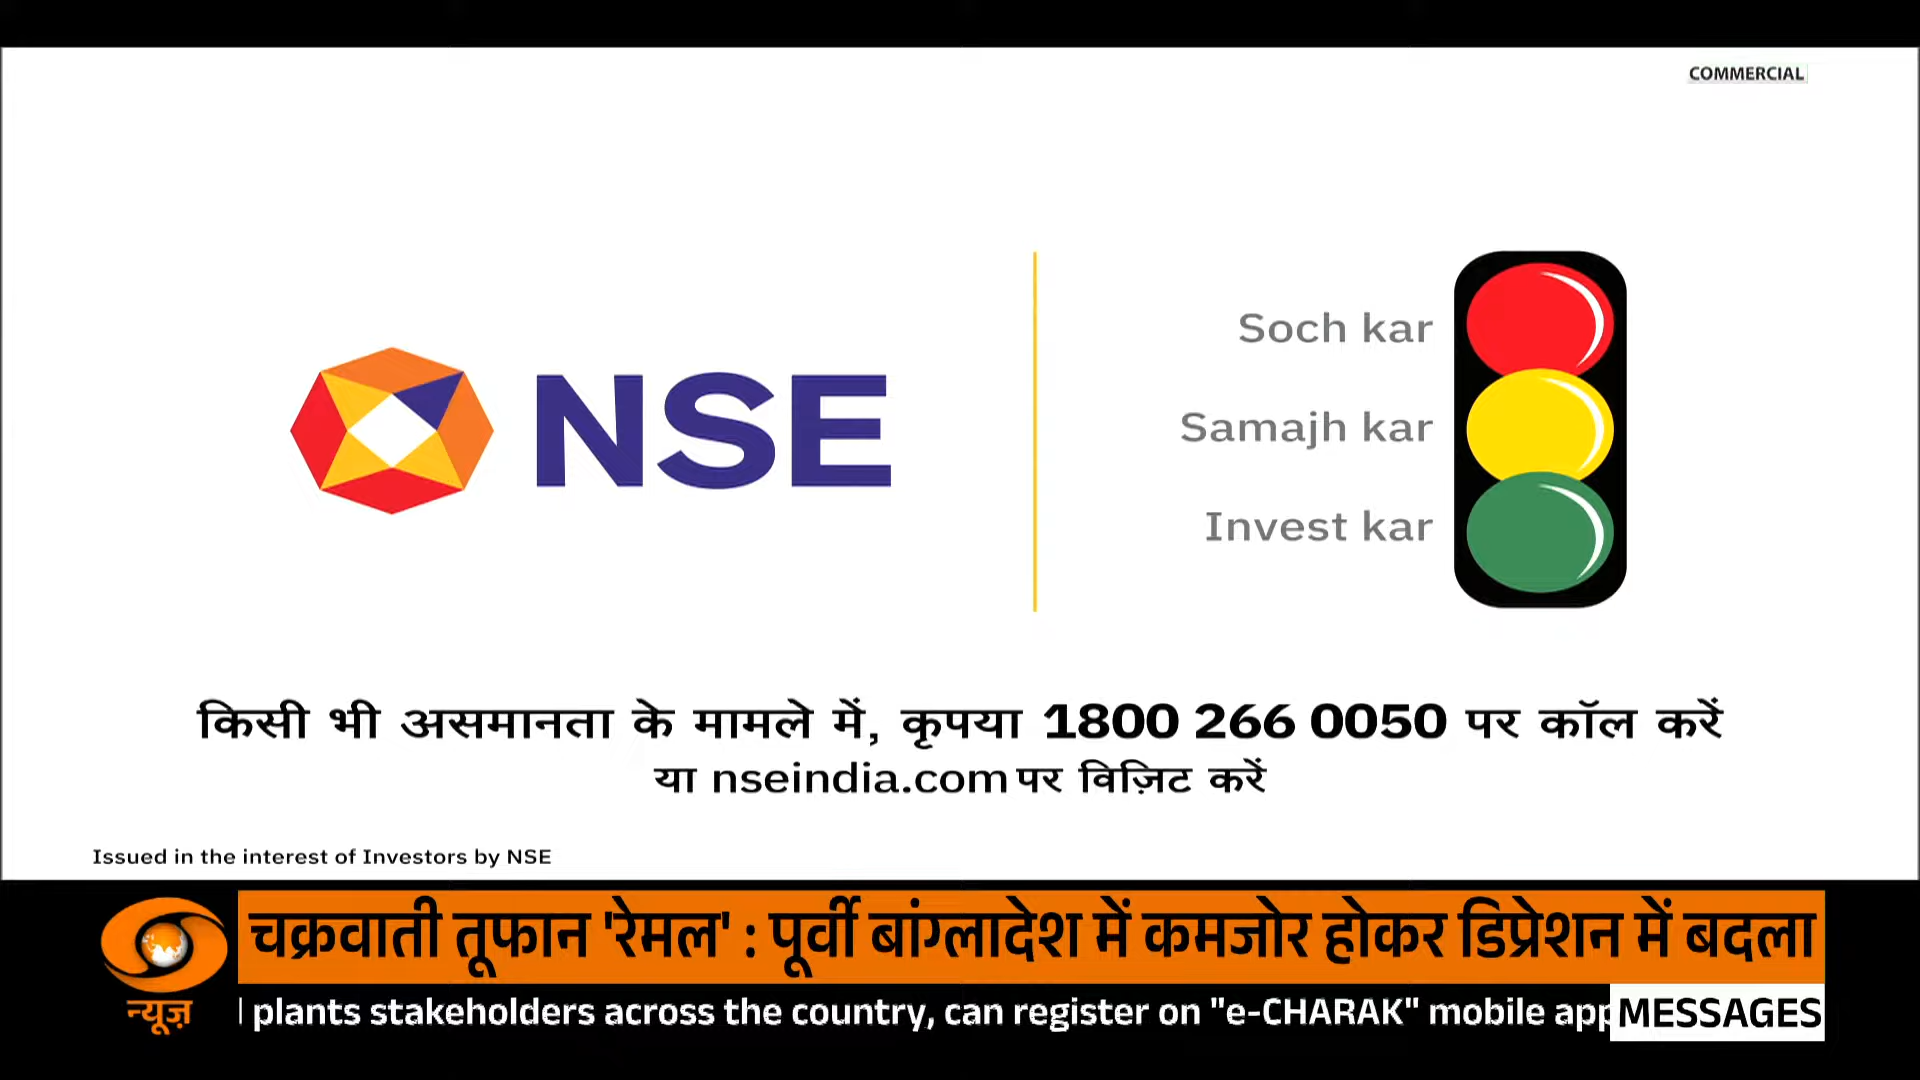 COMMERCIAL
NSE
Soch kar
Samajh kar
Invest kar
किसी भी असमानता के मामले में, कृपया 1800 266 0050 पर कॉल करें
या nseindia.com पर विज़िट करें
Issued in the interest of Investors by NSE
चक्रवाती तूफान 'रेमल' : पूर्वी बांग्लादेश में कमजोर होकर डिप्रेशन में बदला
न्यूज़
plants stakeholders across the country, can register on "e-CHARAK" mobile app
MESSAGES